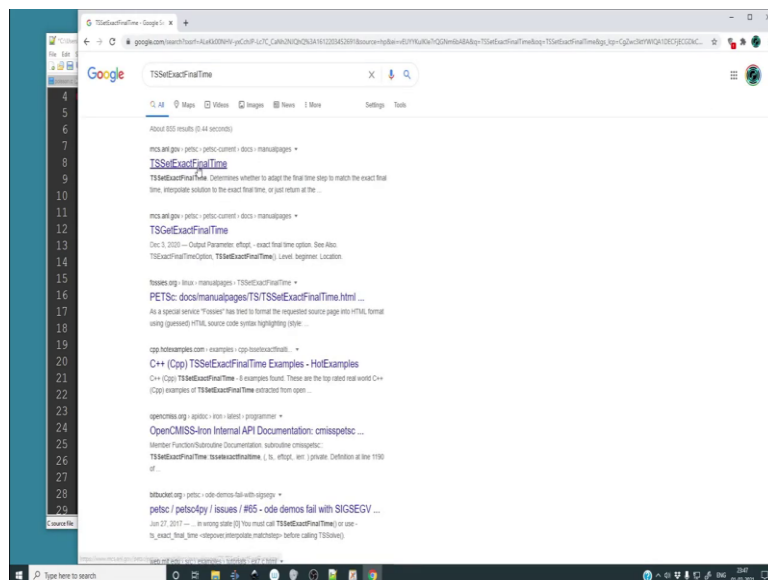 TSSetExactFinalTime - Google Se
File Edit
Google
TSSetExactFinalTime
All Maps Videos Images News More Settings Tools
About 855 results (0.44 seconds)
mcs.anl.gov › petsc › petsc-current › docs › manualpages
TSSetExactFinalTime
TSSetExactFinalTime. Determines whether to adapt the final time step to match the exact final
time, interpolate solution to the exact final time, or just return at the ...
mcs.anl.gov › petsc › petsc-current › docs › manualpages
TSGetExactFinalTime
Dec 3, 2020 — Output Parameter. eftopt, - exact final time option. See Also.
TSExactFinalTimeOption, TSSetExactFinalTime(). Level. beginner. Location.
fossies.org › linux › manualpages › TSSetExactFinalTime
PETSc: docs/manualpages/TS/TSSetExactFinalTime.html ...
As a special service "Fossies" has tried to format the requested source page into HTML format
using (guessed) HTML source code syntax highlighting (style: ...
cpp.hotexamples.com › examples › cpp-tssetexactfinalti...
C++ (Cpp) TSSetExactFinalTime Examples - HotExamples
C++ (Cpp) TSSetExactFinalTime - 6 examples found. These are the top rated real world C++
(Cpp) examples of TSSetExactFinalTime extracted from open ...
opencmiss.org › apidoc › iron › latest › programmer
OpenCMISS-Iron Internal API Documentation: cmisspetsc ...
Member Function/Subroutine Documentation. subroutine cmisspetsc::
TSSetExactFinalTime::tssetexactfinaltime, (, ts, eftopt, err. ) private. Definition at line 1190
of ...
bitbucket.org › petsc › ode-demos-fail-with-sigsegv
petsc / petsc4py / issues / #65 - ode demos fail with SIGSEGV ...
Jun 27, 2017 — ... in wrong state [0] You must call TSSetExactFinalTime() or use -
ts_exact_final_time <stepover,interpolate,matchstep> before calling TSSolve().
4
5
6
7
8
9
10
11
12
13
14
15
16
17
18
19
20
21
22
23
24
25
26
27
28
29
C source file
Type here to search
ENG
23:47